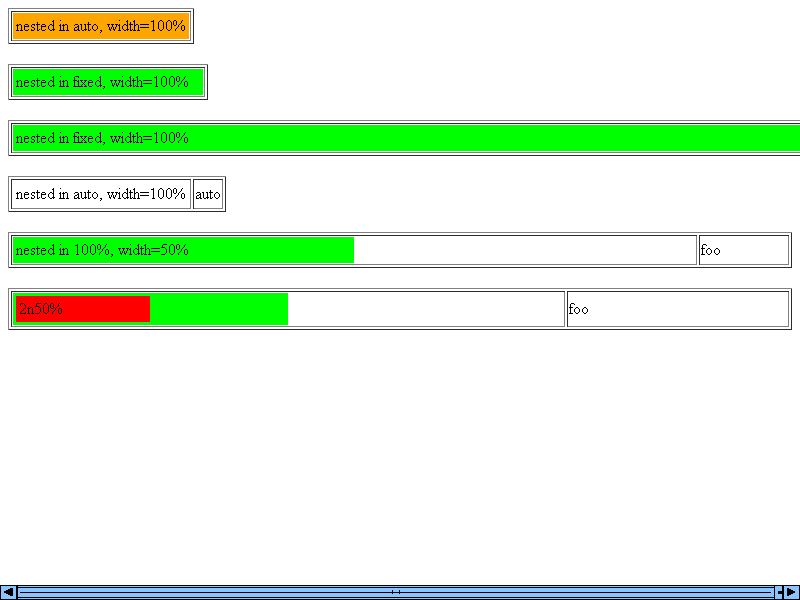 nested in auto, width=100%
nested in fixed, width=100%
nested in fixed, width=100%
nested in auto, width=100% auto
nested in 100%, width=50% foo
2n50% foo